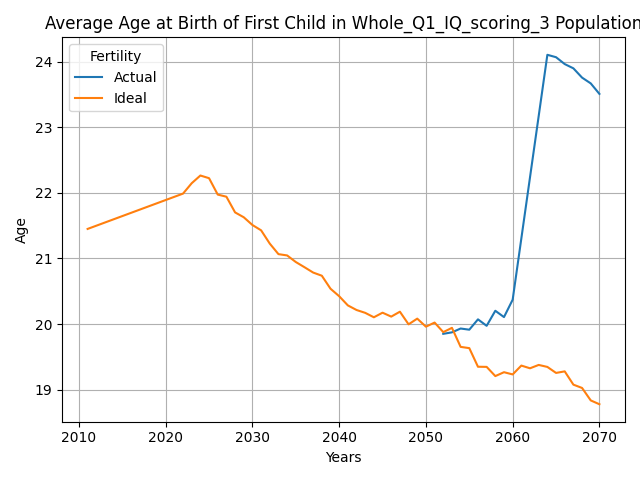 Average Age at Birth of First Child in Whole_Q1_IQ_scoring_3 Population
Fertility
Actual
Ideal
24
23
22
21
20
19
Age
2010 2020 2030 2040 2050 2060 2070
Years